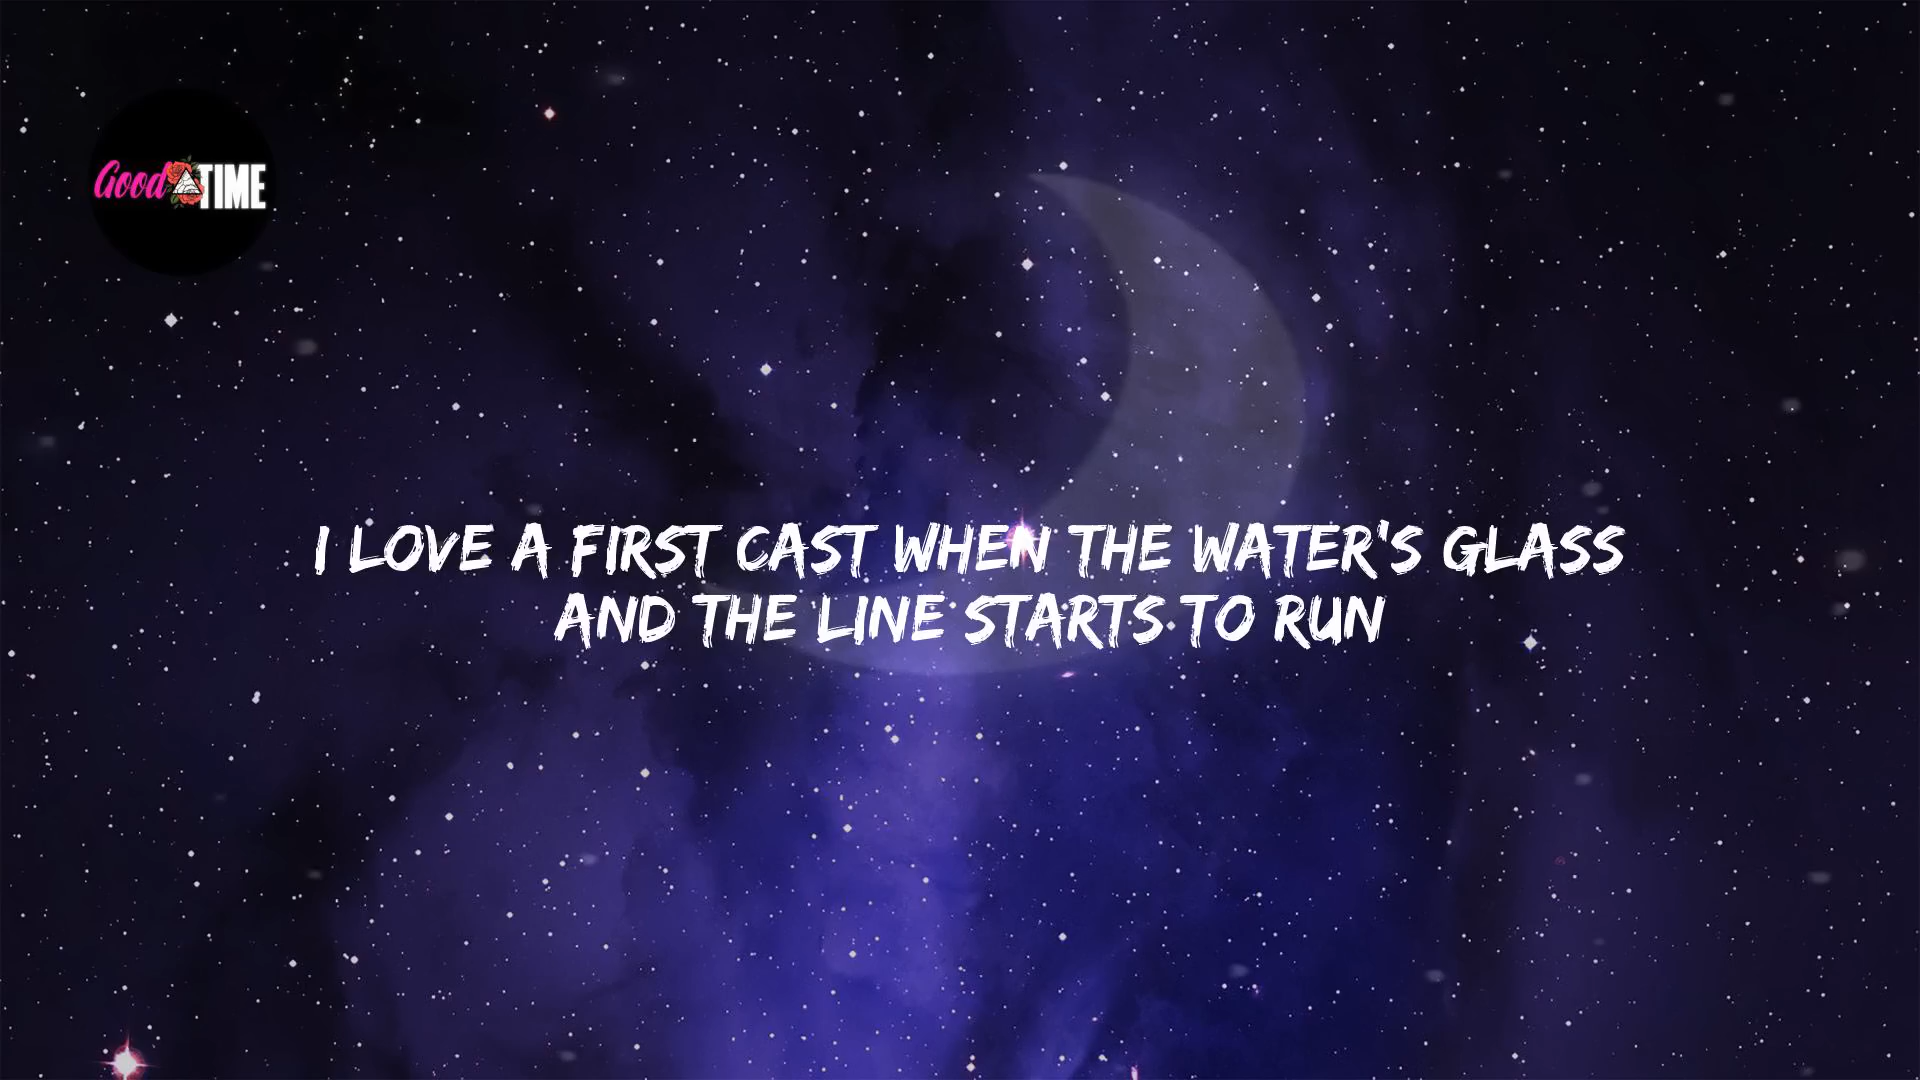 Good TIME
I LOVE A FIRST CAST WHEN THE WATER'S GLASS
AND THE LINE STARTS TO RUN